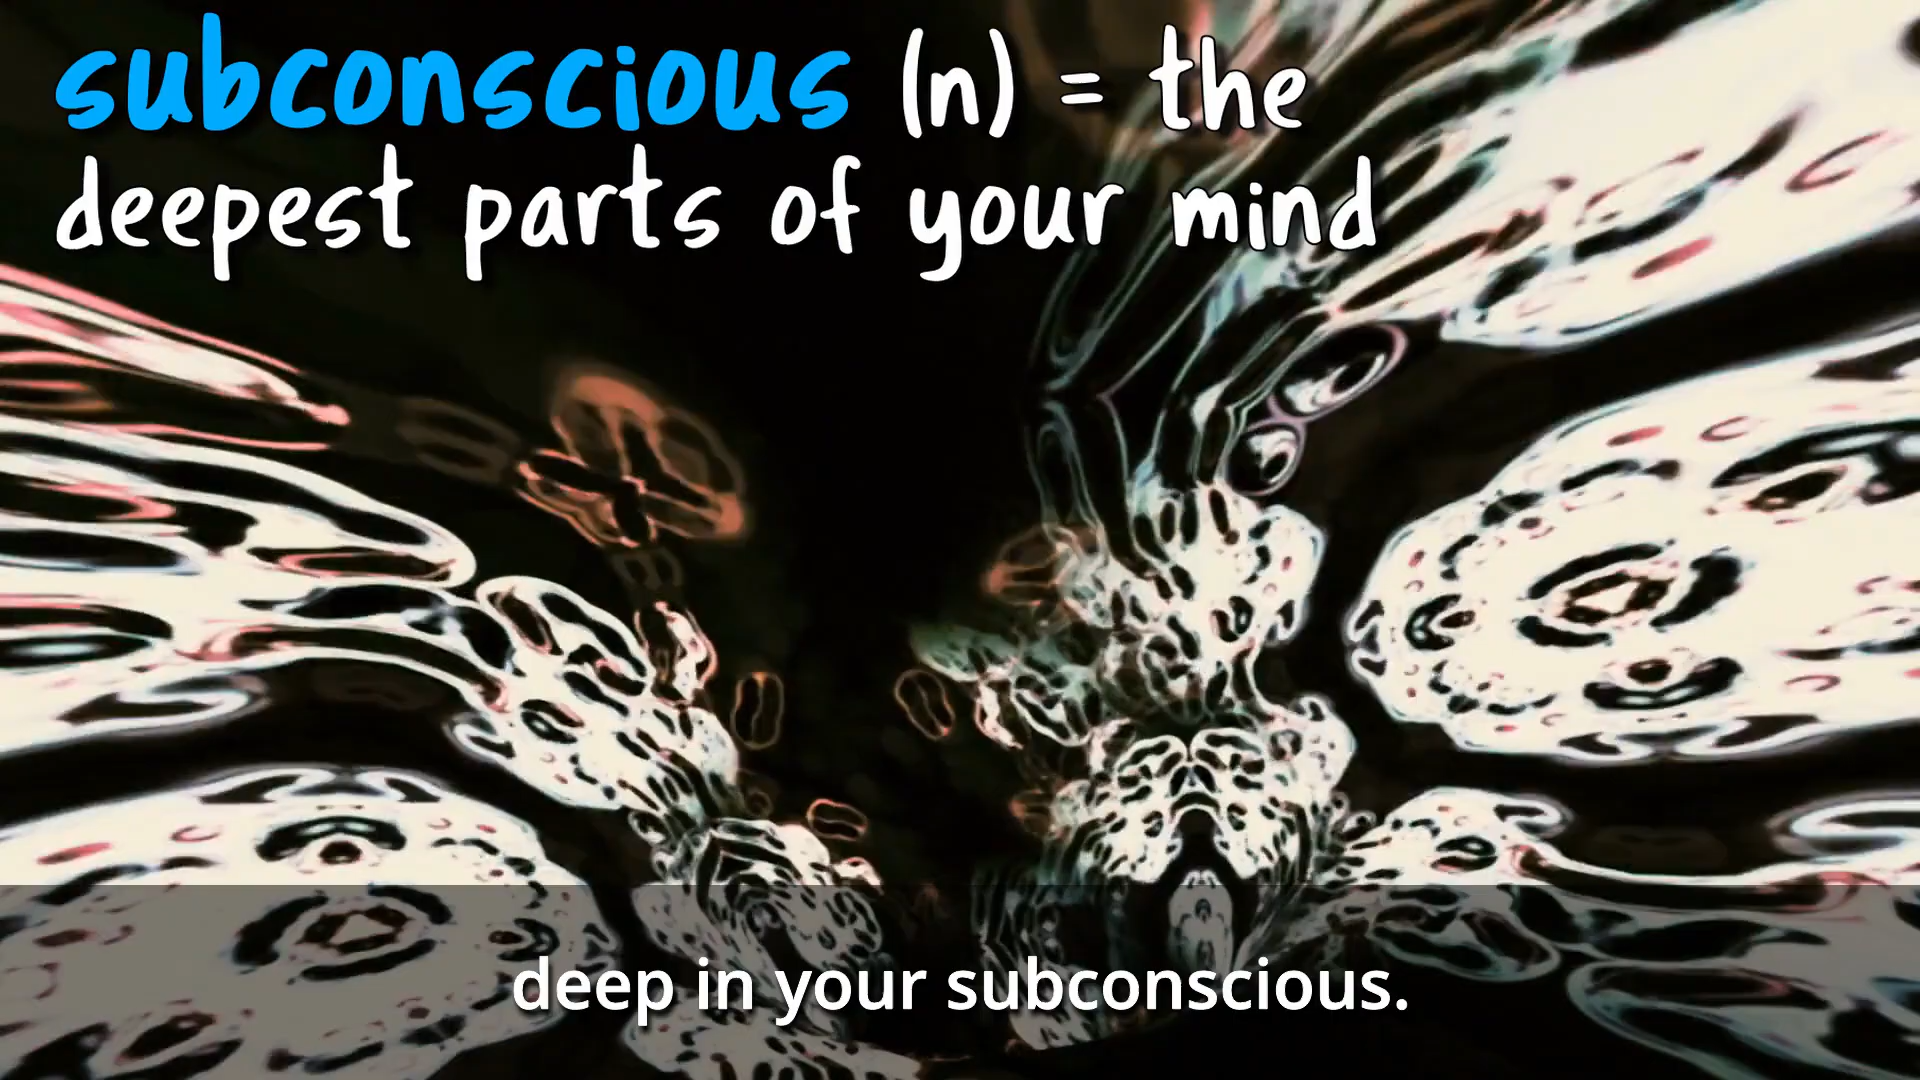 subconscious (n) = the
deepest parts of your mind
deep in your subconscious.